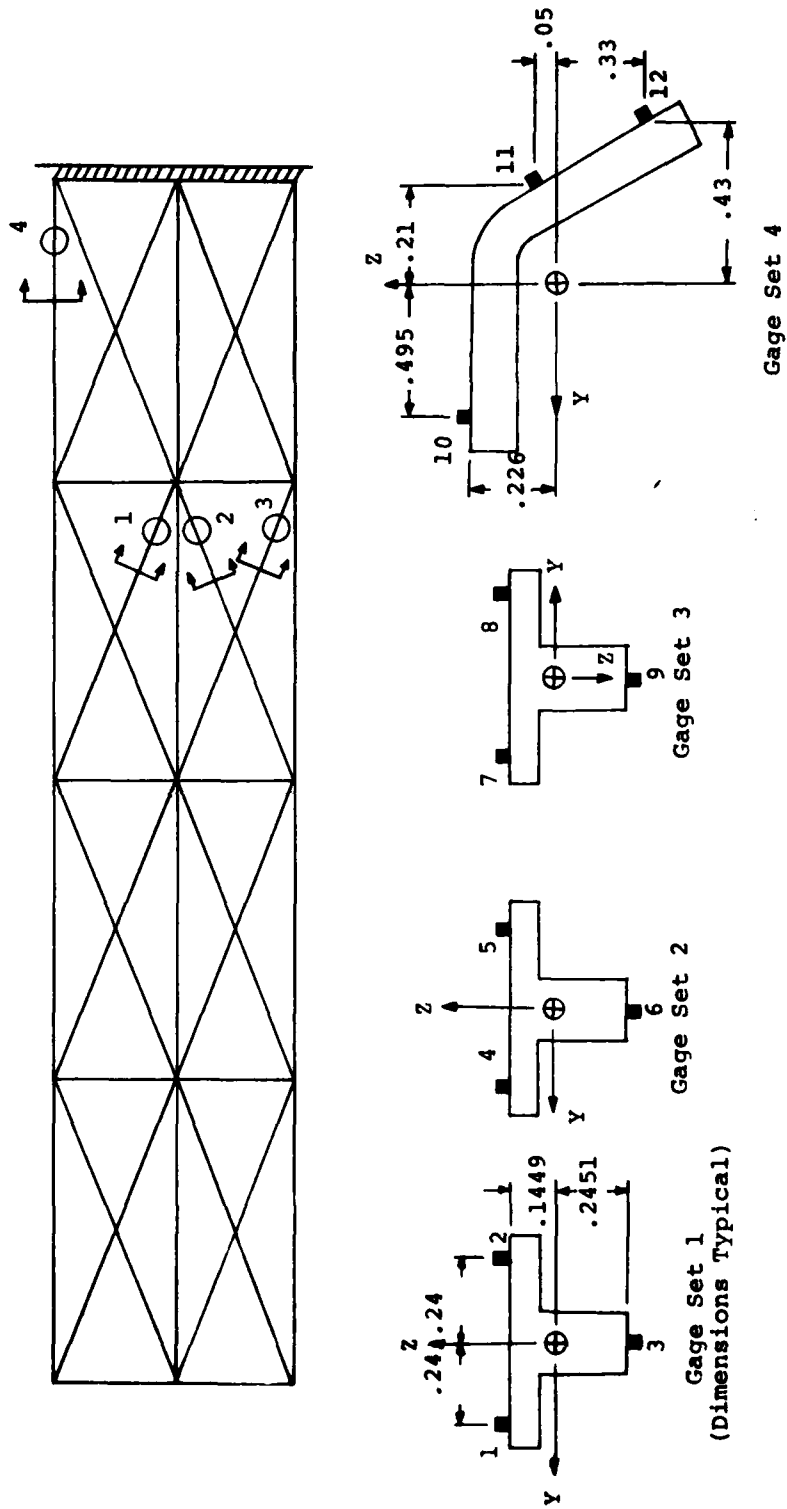 4
1
2
3
Z
.24
.24
.1449
.2451
1
2
3
Y
Gage Set 1
(Dimensions Typical)
Z
4
5
6
Y
Gage Set 2
7
8
9
Y
Z
Gage Set 3
Z
.495
.21
.05
.33
.226
.43
10
11
12
Y
Gage Set 4